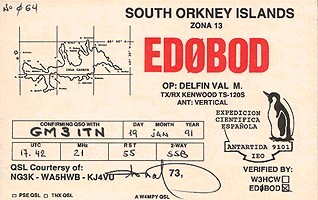 No Ø64
SOUTH ORKNEY ISLANDS
ZONA 13
EDØBOD
OP: DELFIN VAL M.
TX/RX KENWOOD TS-120S
ANT: VERTICAL
CONFIRMING QSO WITH DAY MONTH YEAR
GM3ITN 19 JAN 91
UTC MHZ RST 2-WAY
17.42 21 55 SSB
EXPEDICION
CIENTIFICA
ESPAÑOLA
ANTARTIDA 9101
IEO
QSL Courtesy of:
NG3K - WA5HWB - KJ4VU
73,
VERIFIED BY:
W3HCW
EDØBOD
PSE QSL TNX QSL
A W4MPY QSL